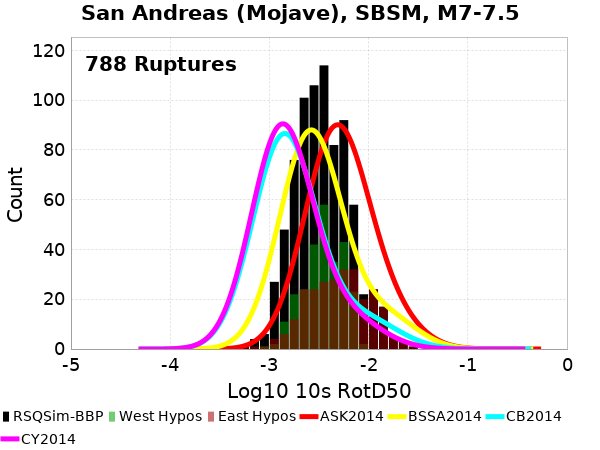 San Andreas (Mojave), SBSM, M7-7.5
788 Ruptures
Count
120
100
80
60
40
20
0
-5 -4 -3 -2 -1 0
Log10 10s RotD50
RSQSim-BBP West Hypos East Hypos ASK2014 BSSA2014 CB2014
CY2014